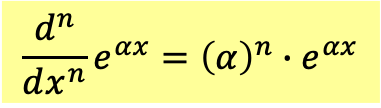 dⁿ/dxⁿ e^{αx} = (α)ⁿ · e^{αx}